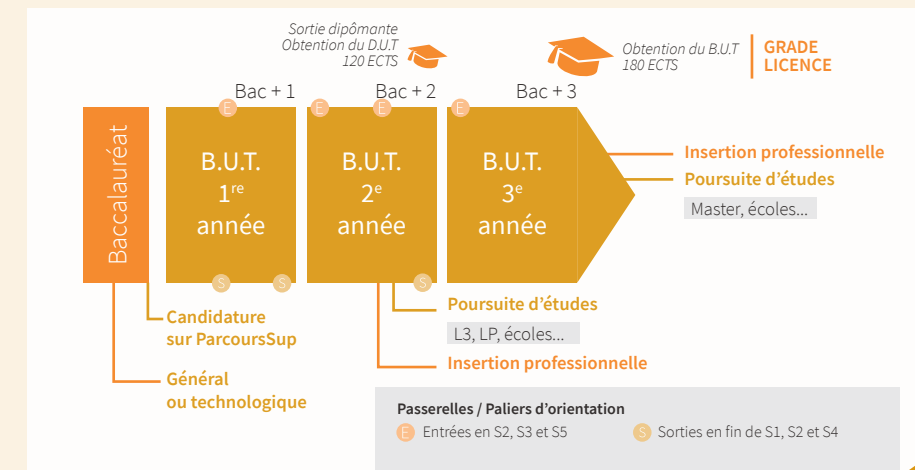 Sortie dipômante
Obtention du D.U.T
120 ECTS
Obtention du B.U.T
180 ECTS
GRADE
LICENCE
Bac + 1
Bac + 2
Bac + 3
E
E
E
E
Baccalauréat
B.U.T.
1re
année
B.U.T.
2e
année
B.U.T.
3e
année
S
S
S
Insertion professionnelle
Poursuite d'études
Master, écoles...
Candidature
sur ParcoursSup
Général
ou technologique
Poursuite d'études
L3, LP, écoles...
Insertion professionnelle
Passerelles / Paliers d'orientation
E Entrées en S2, S3 et S5
S Sorties en fin de S1, S2 et S4